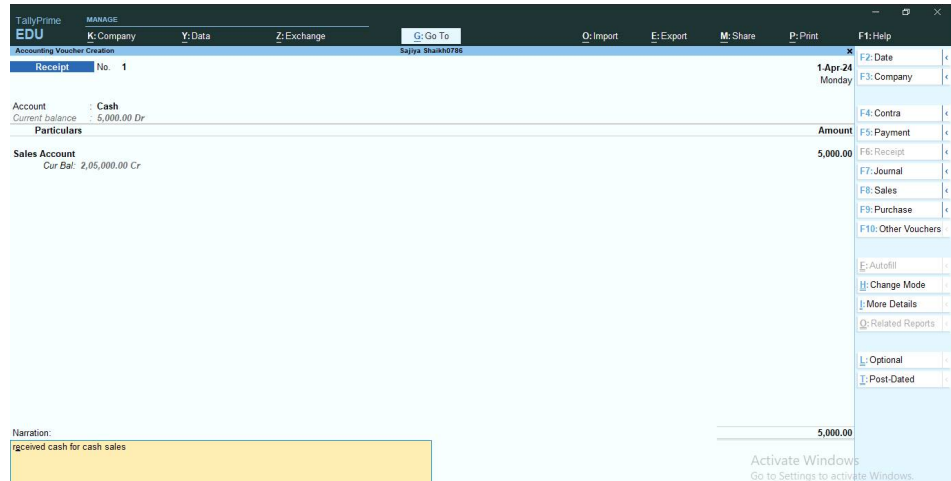 TallyPrime MANAGE
EDU K: Company Y: Data Z: Exchange G: Go To O: Import E: Export M: Share P: Print F1: Help
Accounting Voucher Creation Sajiya Shaikh0786
Receipt No. 1 1-Apr-24
Monday
Account : Cash
Current balance : 5,000.00 Dr
Particulars Amount
Sales Account 5,000.00
Cur Bal: 2,05,000.00 Cr
Narration: 5,000.00
received cash for cash sales
F2: Date
F3: Company
F4: Contra
F5: Payment
F6: Receipt
F7: Journal
F8: Sales
F9: Purchase
F10: Other Vouchers
E: Autofill
H: Change Mode
I: More Details
O: Related Reports
L: Optional
T: Post-Dated
Activate Windows
Go to Settings to activate Windows.